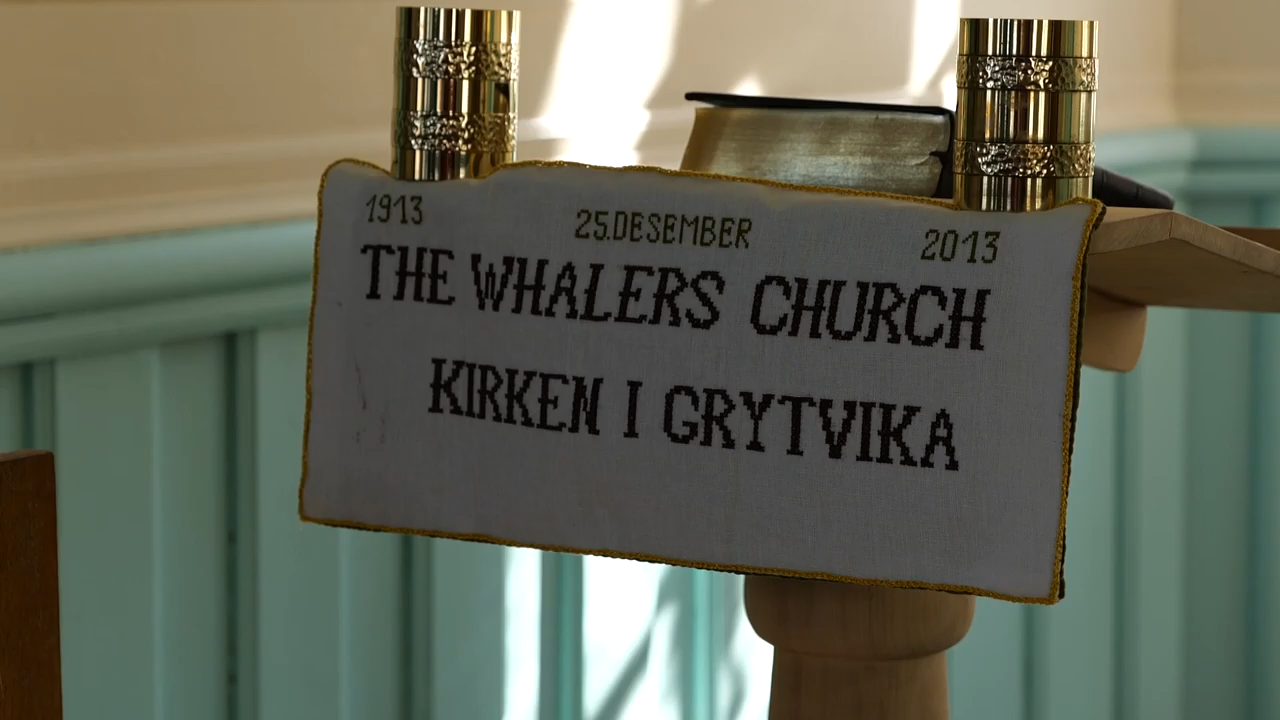 1913 25.DESEMBER 2013
THE WHALERS CHURCH
KIRKEN I GRYTVIKA